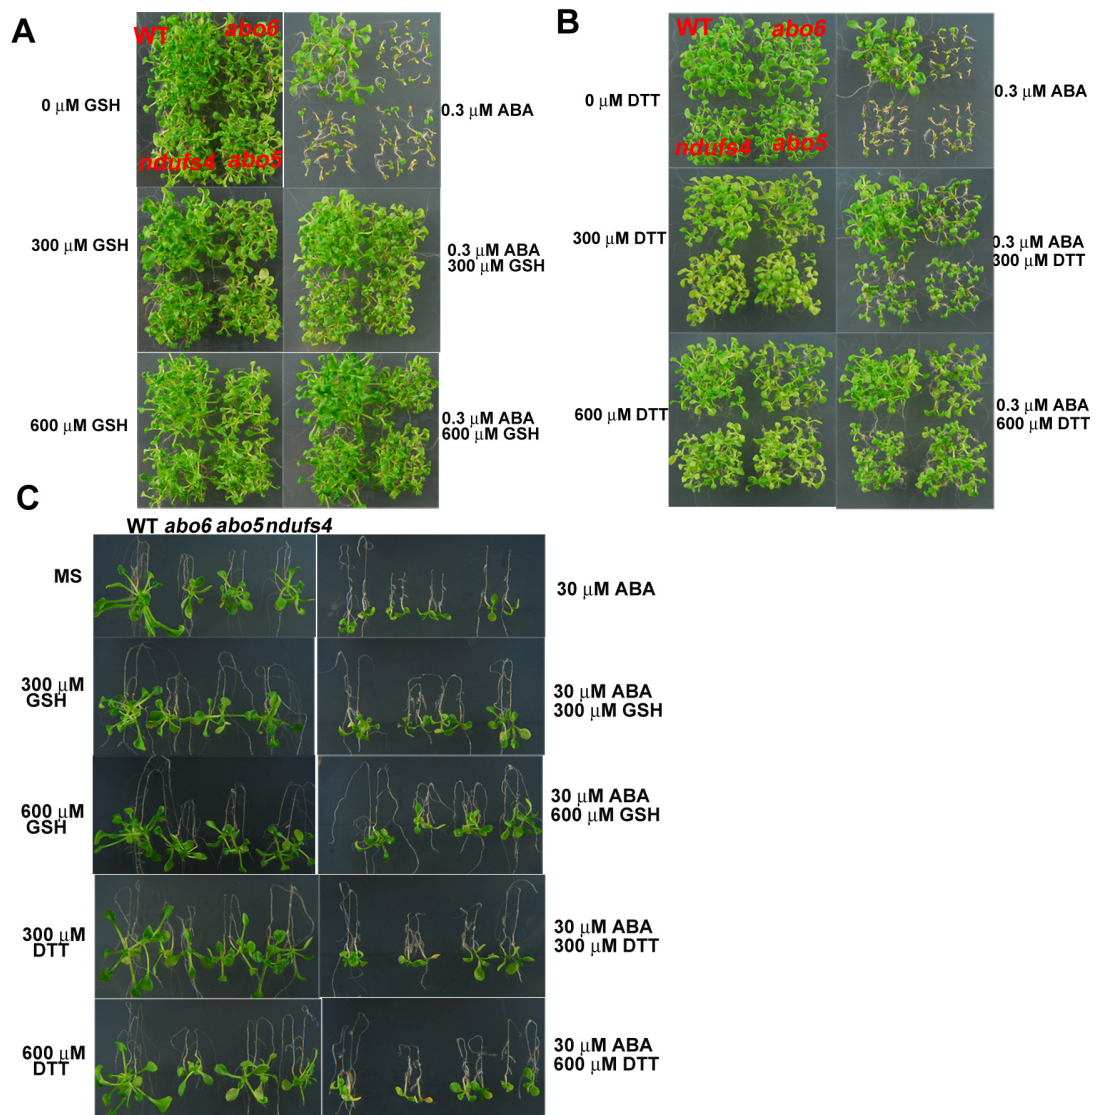 A
WT abo6
0 μM GSH
0.3 μM ABA
ndufs4 abo5
300 μM GSH
0.3 μM ABA
300 μM GSH
600 μM GSH
0.3 μM ABA
600 μM GSH
B
WT abo6
0 μM DTT
0.3 μM ABA
ndufs4 abo5
300 μM DTT
0.3 μM ABA
300 μM DTT
600 μM DTT
0.3 μM ABA
600 μM DTT
C
WT abo6 abo5 ndufs4
MS
30 μM ABA
300 μM
GSH
30 μM ABA
300 μM GSH
600 μM
GSH
30 μM ABA
600 μM GSH
300 μM
DTT
30 μM ABA
300 μM DTT
600 μM
DTT
30 μM ABA
600 μM DTT